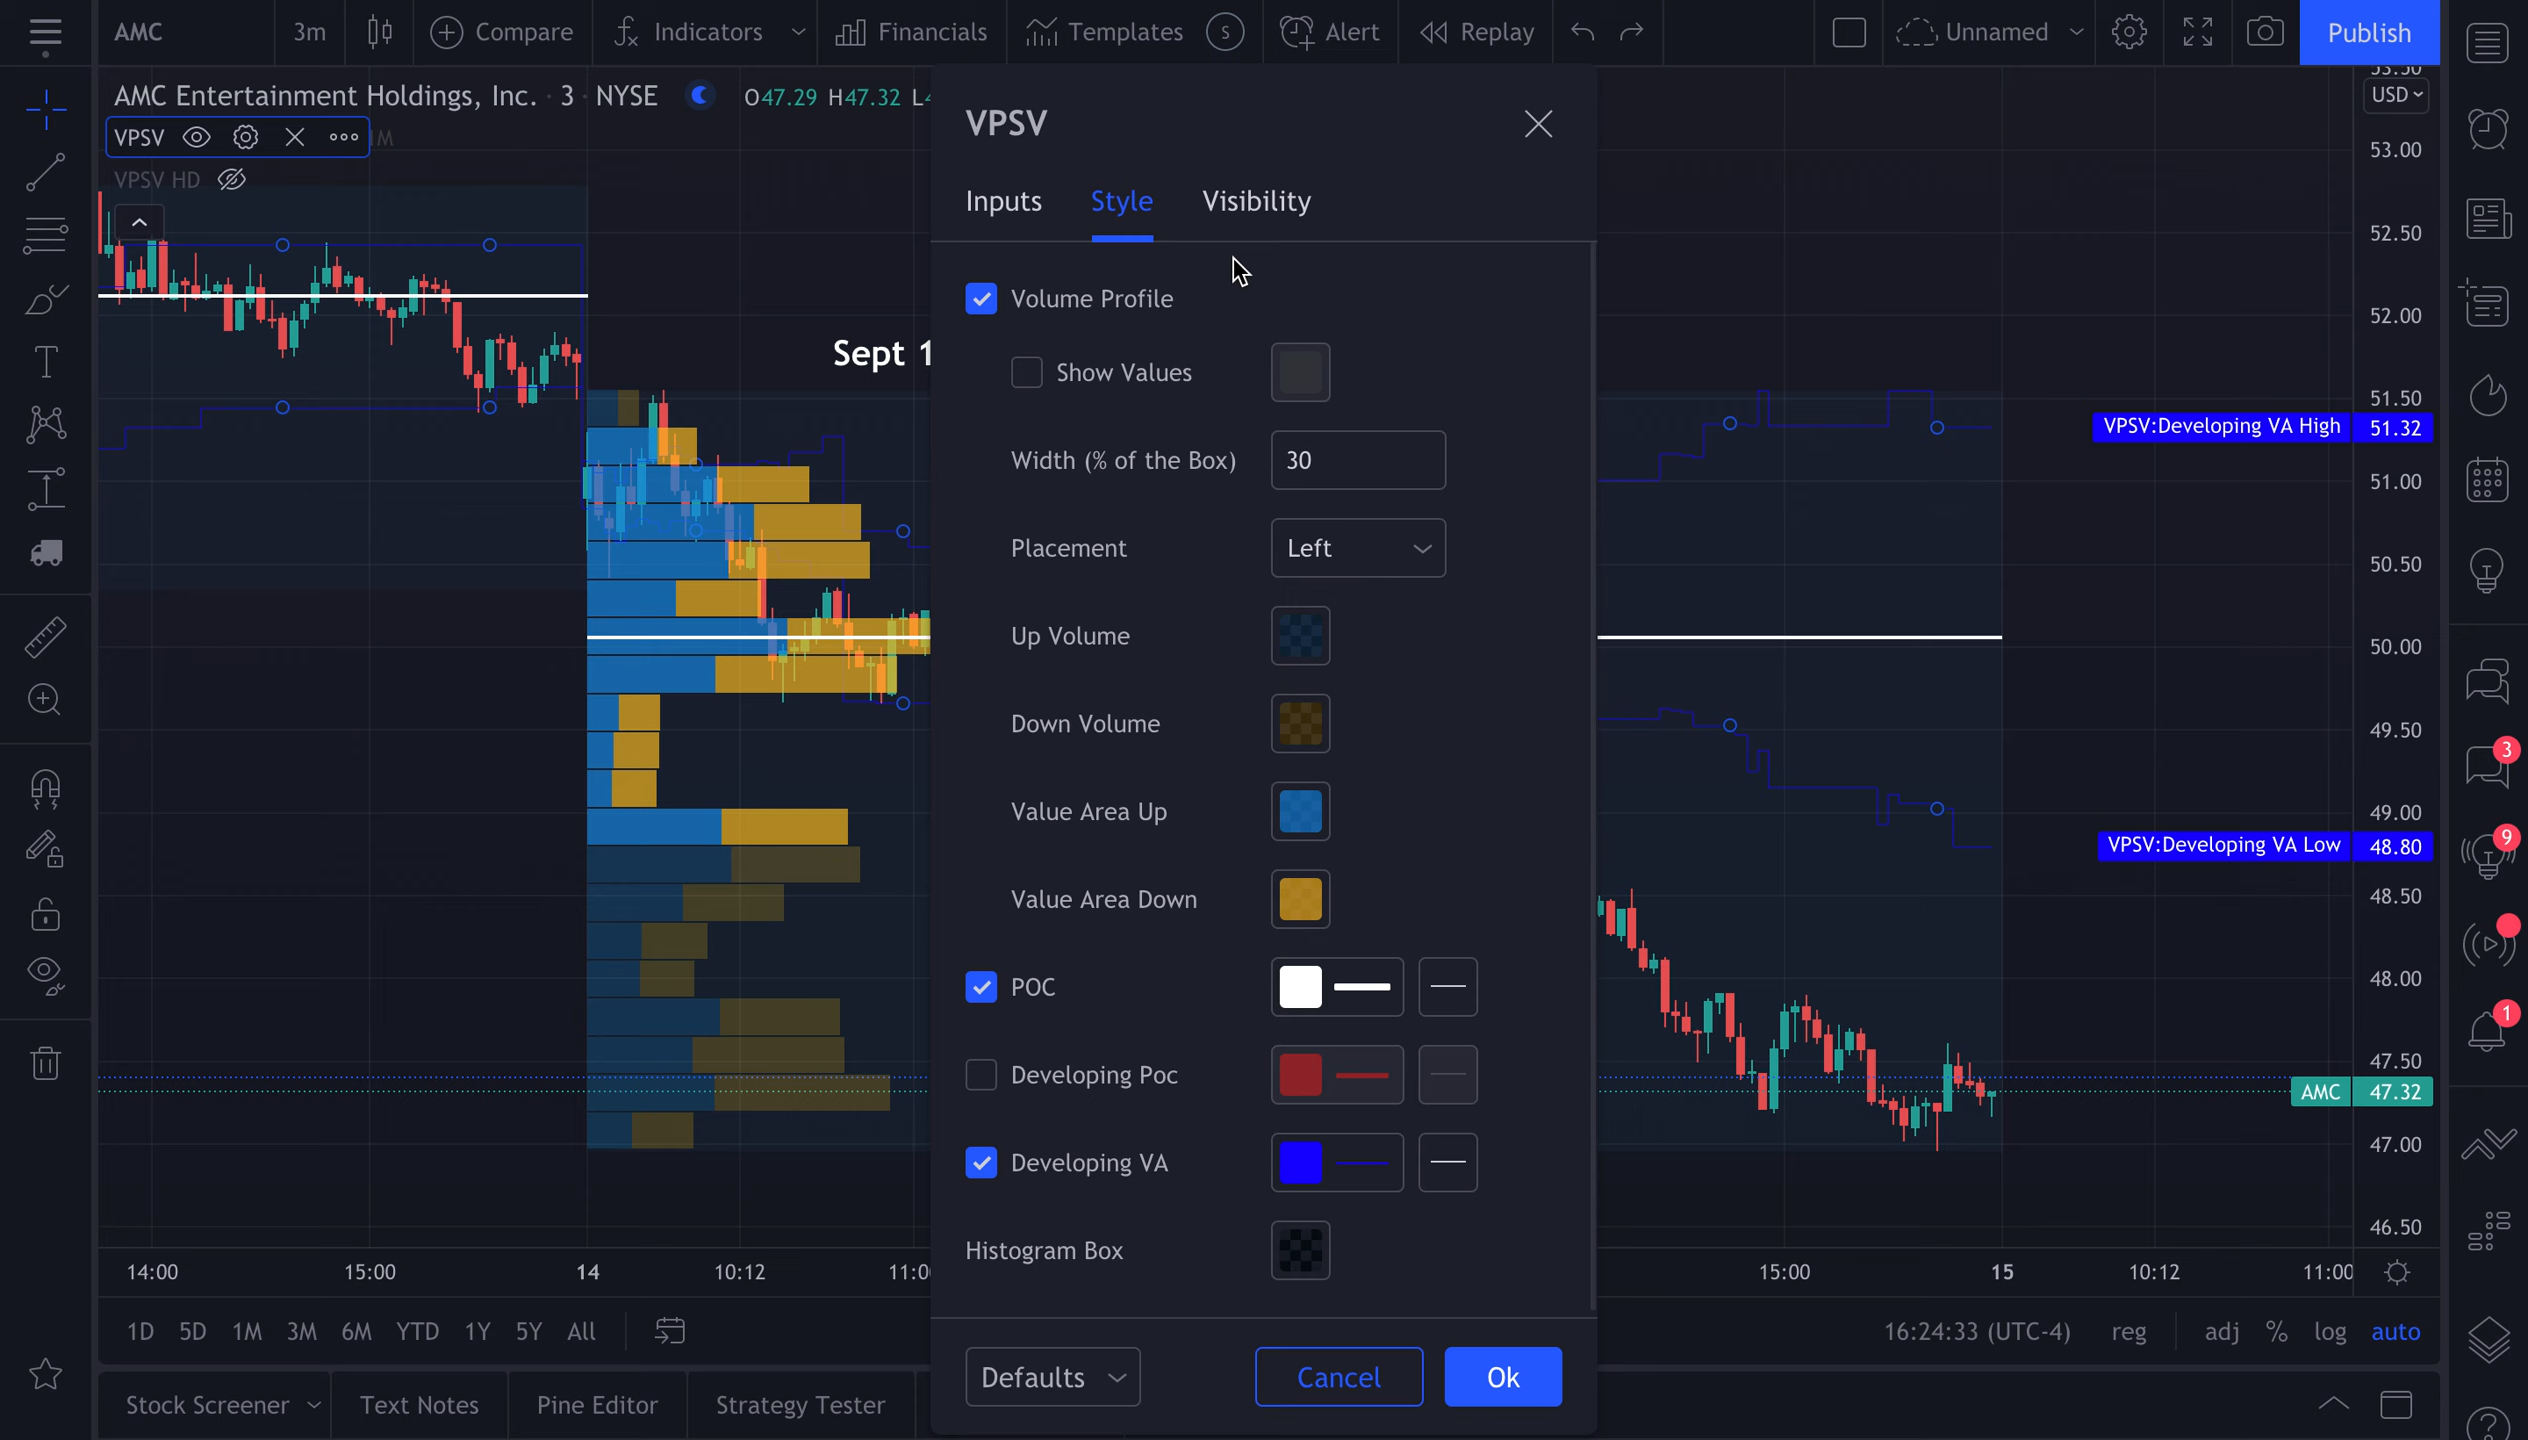 AMC 3m Compare Indicators Financials Templates S Alert Replay Unnamed Publish
AMC Entertainment Holdings, Inc. · 3 · NYSE O47.29 H47.32
VPSV
VPSV HD
Sept 1
VPSV
Inputs Style Visibility
Volume Profile
Show Values
Width (% of the Box) 30
Placement Left
Up Volume
Down Volume
Value Area Up
Value Area Down
POC
Developing Poc
Developing VA
Histogram Box
Defaults Cancel Ok
USD
53.00
52.50
52.00
51.50
VPSV:Developing VA High 51.32
51.00
50.50
50.00
49.50
49.00
VPSV:Developing VA Low 48.80
48.50
48.00
47.50
AMC 47.32
47.00
46.50
3
9
1
14:00 15:00 14 10:12 15:00 15 10:12 11:00
1D 5D 1M 3M 6M YTD 1Y 5Y All
16:24:33 (UTC-4) reg adj % log auto
Stock Screener Text Notes Pine Editor Strategy Tester